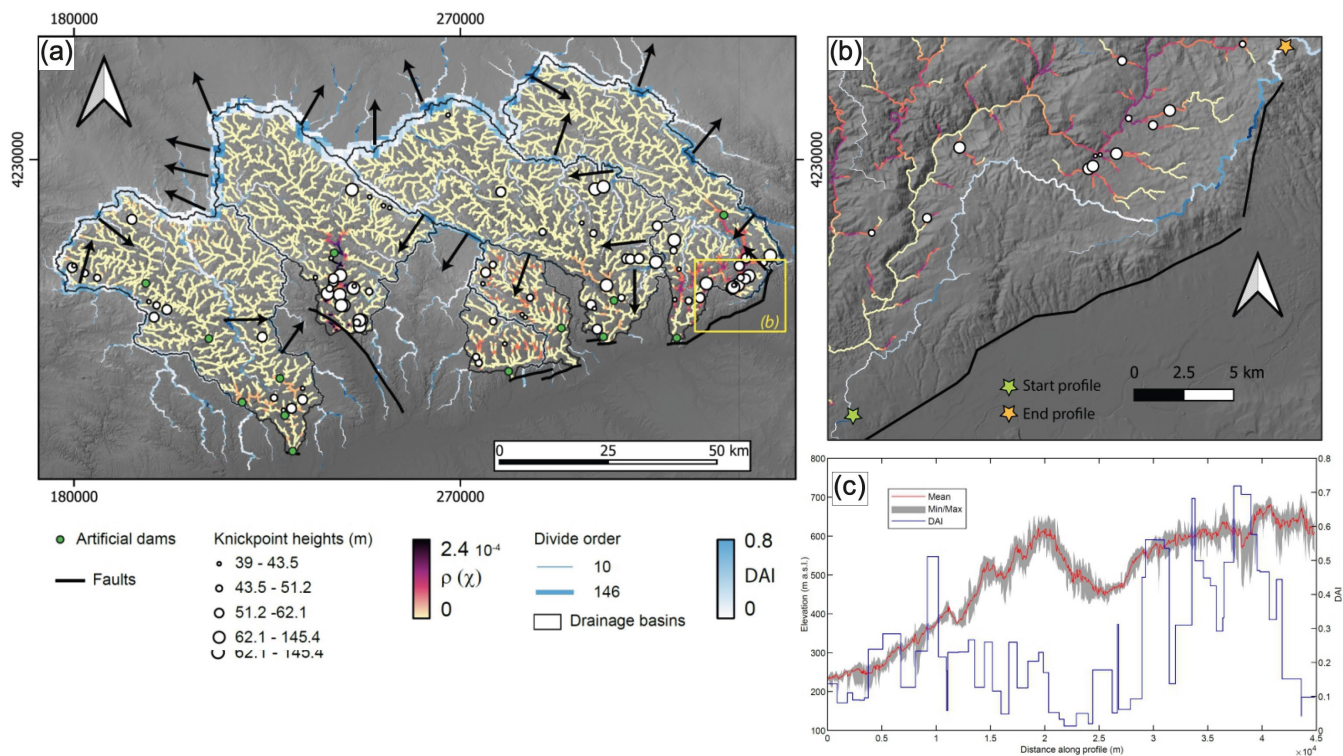 180000
270000
(a)
4230000
4230000
(b)
0
25
50 km
180000
270000
(b)
4230000
4230000
Start profile
End profile
0
2.5
5 km
Artificial dams
Faults
Knickpoint heights (m)
39 - 43.5
43.5 - 51.2
51.2 -62.1
62.1 - 145.4
62.1 - 145.4
2.4 10⁻⁴
ρ (χ)
0
Divide order
10
146
Drainage basins
0.8
DAI
0
(c)
Mean
Min/Max
DAI
Elevation (m a.s.l.)
800
700
600
500
400
300
200
100
0
0.5
1
1.5
2
2.5
3
3.5
4
4.5
×10⁴
Distance along profile (m)
0.8
0.7
0.6
0.5
0.4
0.3
0.2
0.1
0
DAI